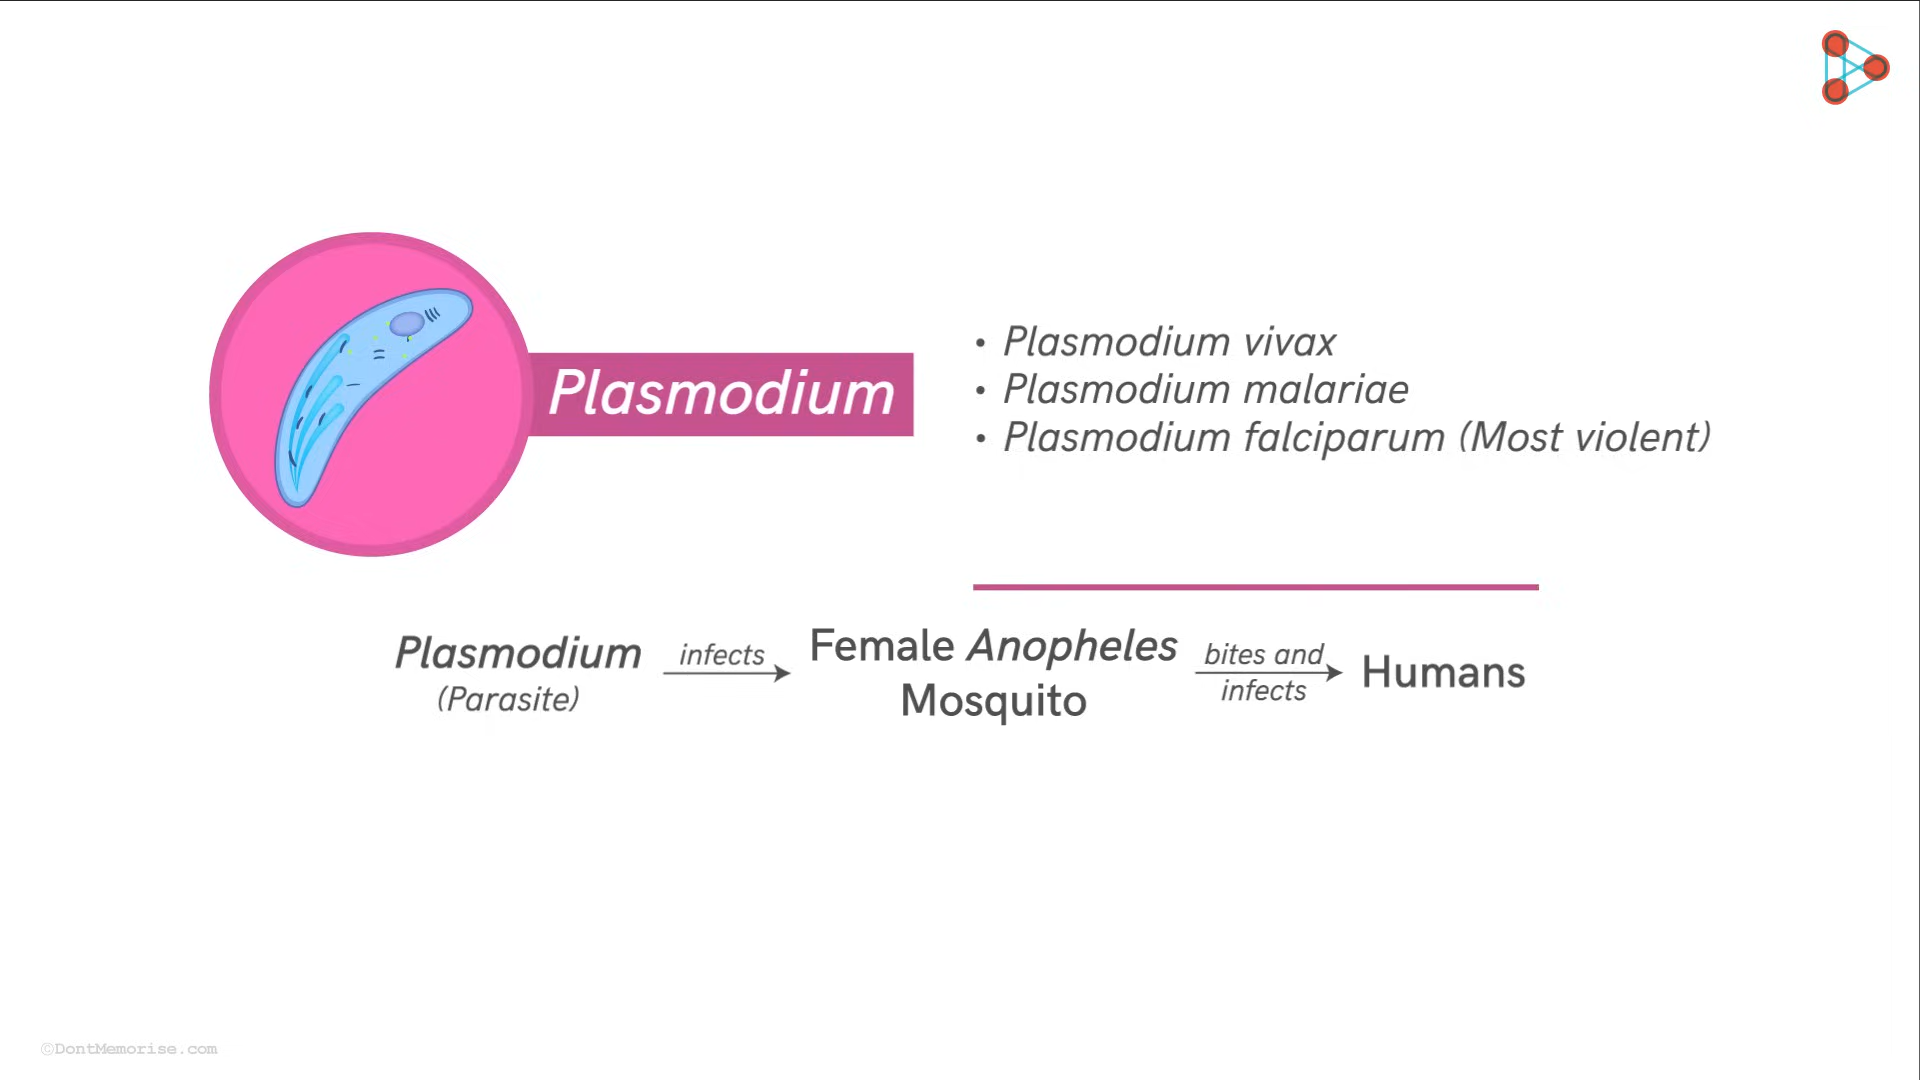 Plasmodium
• Plasmodium vivax
• Plasmodium malariae
• Plasmodium falciparum (Most violent)
Plasmodium
(Parasite)
infects
Female Anopheles
Mosquito
bites and
infects
Humans
©DontMemorise.com